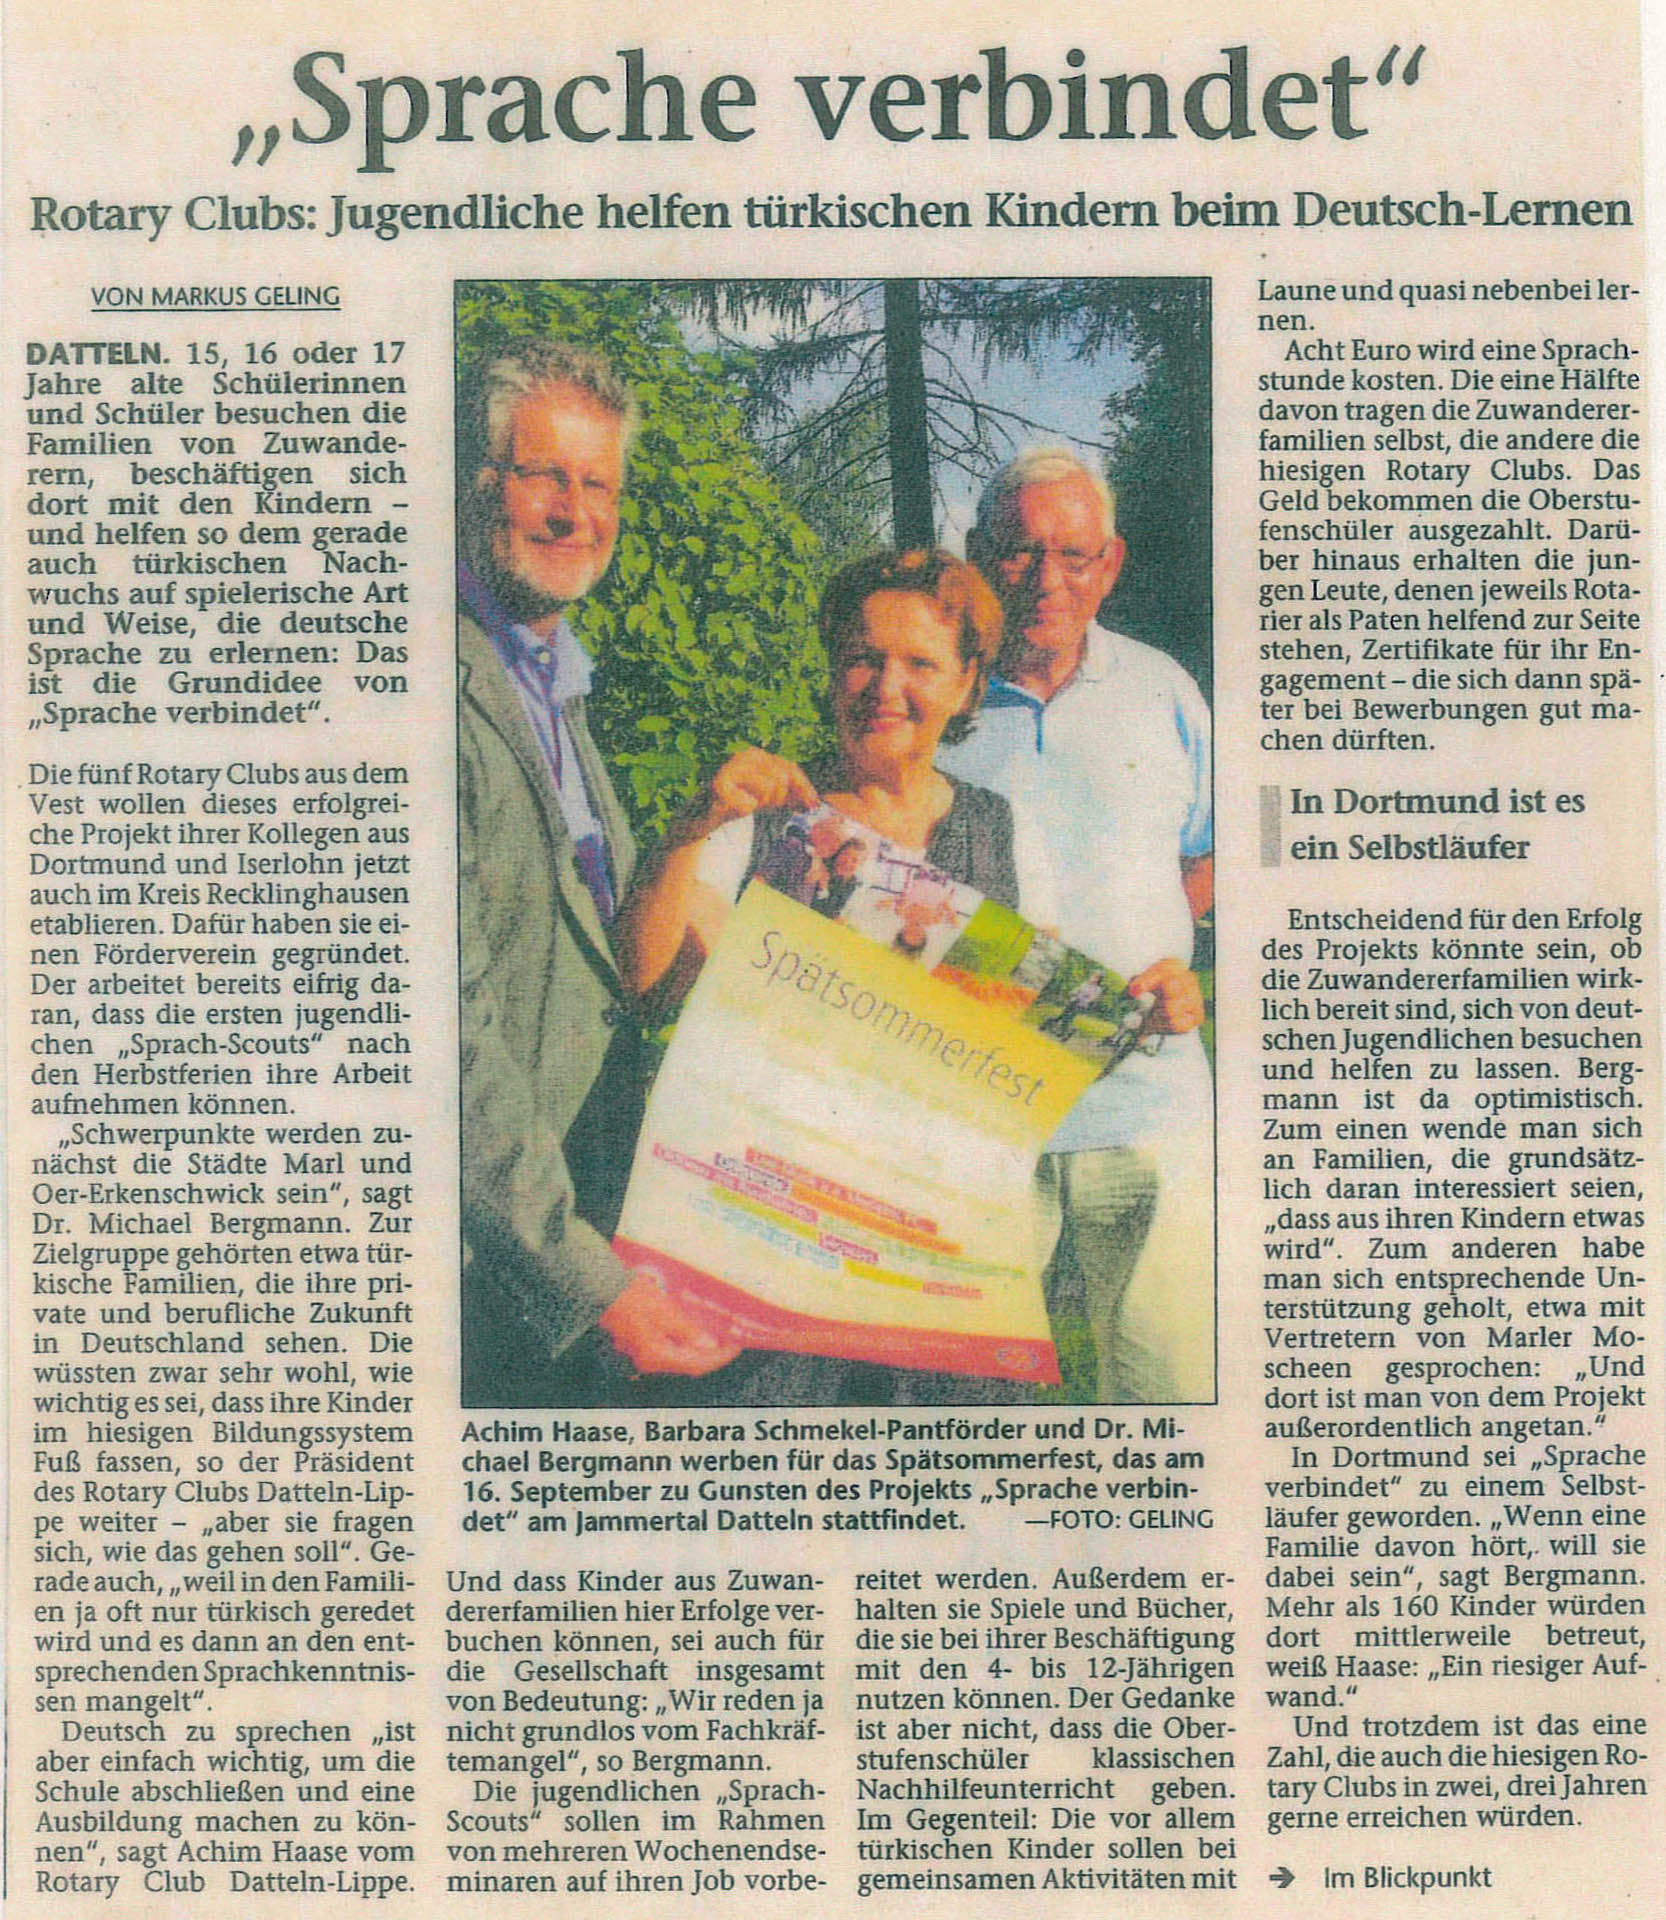 „Sprache verbindet“
Rotary Clubs: Jugendliche helfen türkischen Kindern beim Deutsch-Lernen
VON MARKUS GELING
DATTELN. 15, 16 oder 17
Jahre alte Schülerinnen
und Schüler besuchen die
Familien von Zuwande-
rern, beschäftigen sich
dort mit den Kindern –
und helfen so dem gerade
auch türkischen Nach-
wuchs auf spielerische Art
und Weise, die deutsche
Sprache zu erlernen: Das
ist die Grundidee von
„Sprache verbindet“.
Die fünf Rotary Clubs aus dem
Vest wollen dieses erfolgrei-
che Projekt ihrer Kollegen aus
Dortmund und Iserlohn jetzt
auch im Kreis Recklinghausen
etablieren. Dafür haben sie ei-
nen Förderverein gegründet.
Der arbeitet bereits eifrig da-
ran, dass die ersten jugendli-
chen „Sprach-Scouts“ nach
den Herbstferien ihre Arbeit
aufnehmen können.
„Schwerpunkte werden zu-
nächst die Städte Marl und
Oer-Erkenschwick sein“, sagt
Dr. Michael Bergmann. Zur
Zielgruppe gehörten etwa tür-
kische Familien, die ihre pri-
vate und berufliche Zukunft
in Deutschland sehen. Die
wüssten zwar sehr wohl, wie
wichtig es sei, dass ihre Kinder
im hiesigen Bildungssystem
Fuß fassen, so der Präsident
des Rotary Clubs Datteln-Lip-
pe weiter – „aber sie fragen
sich, wie das gehen soll“. Ge-
rade auch, „weil in den Famili-
en ja oft nur türkisch geredet
wird und es dann an den ent-
sprechenden Sprachkenntnis-
sen mangelt“.
Deutsch zu sprechen „ist
aber einfach wichtig, um die
Schule abschließen und eine
Ausbildung machen zu kön-
nen“, sagt Achim Haase vom
Rotary Club Datteln-Lippe.
Spätsommerfest
Achim Haase, Barbara Schmekel-Pantförder und Dr. Mi-
chael Bergmann werben für das Spätsommerfest, das am
16. September zu Gunsten des Projekts „Sprache verbin-
det“ am Jammertal Datteln stattfindet. —FOTO: GELING
Und dass Kinder aus Zuwan-
dererfamilien hier Erfolge ver-
buchen können, sei auch für
die Gesellschaft insgesamt
von Bedeutung: „Wir reden ja
nicht grundlos vom Fachkräf-
temangel“, so Bergmann.
Die jugendlichen „Sprach-
Scouts“ sollen im Rahmen
von mehreren Wochenendse-
minaren auf ihren Job vorbe-
reitet werden. Außerdem er-
halten sie Spiele und Bücher,
die sie bei ihrer Beschäftigung
mit den 4- bis 12-Jährigen
nutzen können. Der Gedanke
ist aber nicht, dass die Ober-
stufenschüler klassischen
Nachhilfeunterricht geben.
Im Gegenteil: Die vor allem
türkischen Kinder sollen bei
gemeinsamen Aktivitäten mit
Laune und quasi nebenbei ler-
nen.
Acht Euro wird eine Sprach-
stunde kosten. Die eine Hälfte
davon tragen die Zuwanderer-
familien selbst, die andere die
hiesigen Rotary Clubs. Das
Geld bekommen die Oberstu-
fenschüler ausgezahlt. Darü-
ber hinaus erhalten die jun-
gen Leute, denen jeweils Rota-
rier als Paten helfend zur Seite
stehen, Zertifikate für ihr En-
gagement – die sich dann spä-
ter bei Bewerbungen gut ma-
chen dürften.
In Dortmund ist es
ein Selbstläufer
Entscheidend für den Erfolg
des Projekts könnte sein, ob
die Zuwandererfamilien wirk-
lich bereit sind, sich von deut-
schen Jugendlichen besuchen
und helfen zu lassen. Berg-
mann ist da optimistisch.
Zum einen wende man sich
an Familien, die grundsätz-
lich daran interessiert seien,
„dass aus ihren Kindern etwas
wird“. Zum anderen habe
man sich entsprechende Un-
terstützung geholt, etwa mit
Vertretern von Marler Mo-
scheen gesprochen: „Und
dort ist man von dem Projekt
außerordentlich angetan.“
In Dortmund sei „Sprache
verbindet“ zu einem Selbst-
läufer geworden. „Wenn eine
Familie davon hört, will sie
dabei sein“, sagt Bergmann.
Mehr als 160 Kinder würden
dort mittlerweile betreut,
weiß Haase: „Ein riesiger Auf-
wand.“
Und trotzdem ist das eine
Zahl, die auch die hiesigen Ro-
tary Clubs in zwei, drei Jahren
gerne erreichen würden.
→ Im Blickpunkt